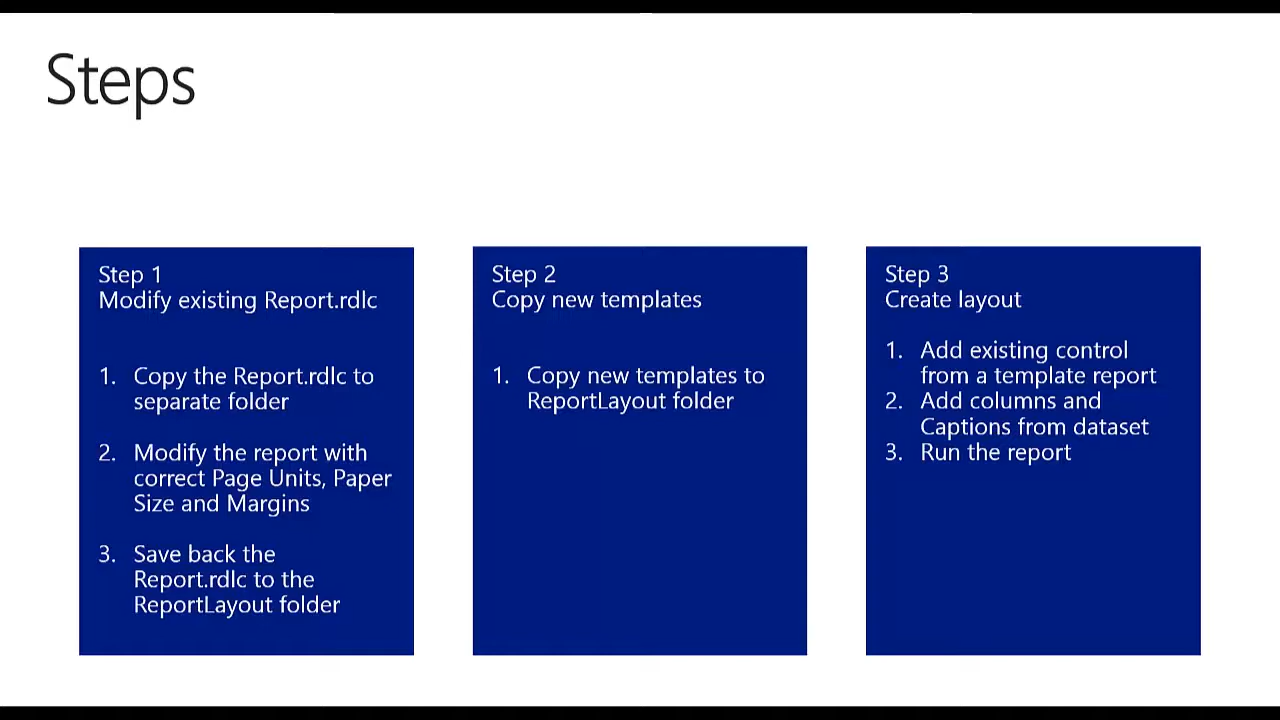 Steps
Step 1
Modify existing Report.rdlc
1. Copy the Report.rdlc to
separate folder
2. Modify the report with
correct Page Units, Paper
Size and Margins
3. Save back the
Report.rdlc to the
ReportLayout folder
Step 2
Copy new templates
1. Copy new templates to
ReportLayout folder
Step 3
Create layout
1. Add existing control
from a template report
2. Add columns and
Captions from dataset
3. Run the report